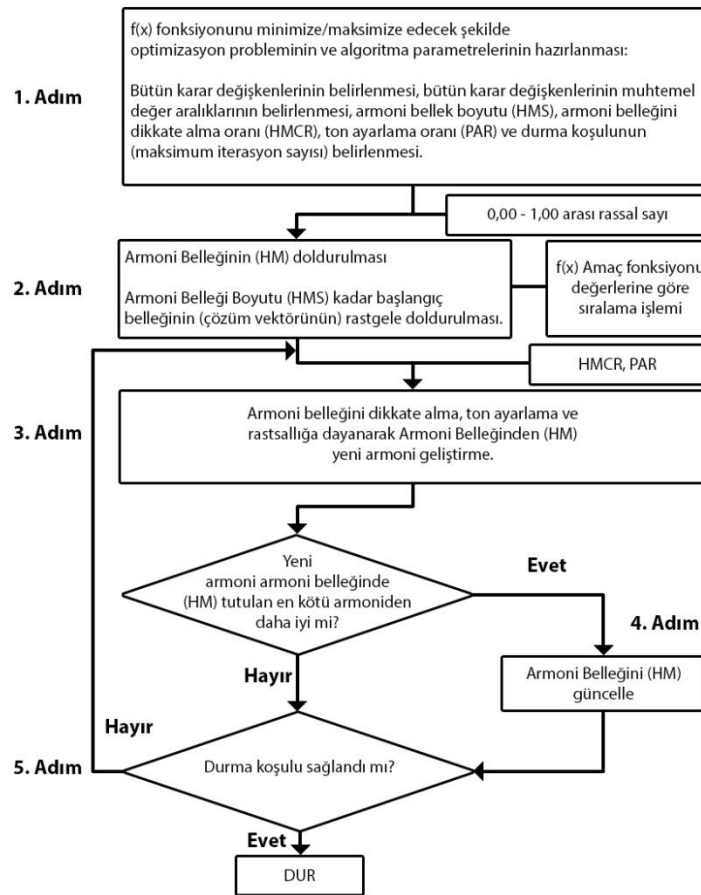 f(x) fonksiyonunu minimize/maksimize edecek şekilde
optimizasyon probleminin ve algoritma parametrelerinin hazırlanması:
Bütün karar değişkenlerinin belirlenmesi, bütün karar değişkenlerinin muhtemel
1. Adım
değer aralıklarının belirlenmesi, armoni bellek boyutu (HMS), armoni belleğini
dikkate alma oranı (HMCR), ton ayarlama oranı (PAR) ve durma koşulunun
(maksimum iterasyon sayısı) belirlenmesi.
0,00 - 1,00 arası rassal sayı
2. Adım
Armoni Belleğinin (HM) doldurulması
Armoni Belleği Boyutu (HMS) kadar başlangıç
belleğinin (çözüm vektörünün) rastgele doldurulması.
f(x) Amaç fonksiyonu
değerlerine göre
sıralama işlemi
HMCR, PAR
3. Adım
Armoni belleğini dikkate alma, ton ayarlama ve
rastsallığa dayanarak Armoni Belleğinden (HM)
yeni armoni geliştirme.
Yeni
armoni armoni belleğinde
(HM) tutulan en kötü armoniden
daha iyi mi?
Evet
4. Adım
Armoni Belleğini (HM)
güncelle
Hayır
Hayır
5. Adım
Durma koşulu sağlandı mı?
Evet
DUR